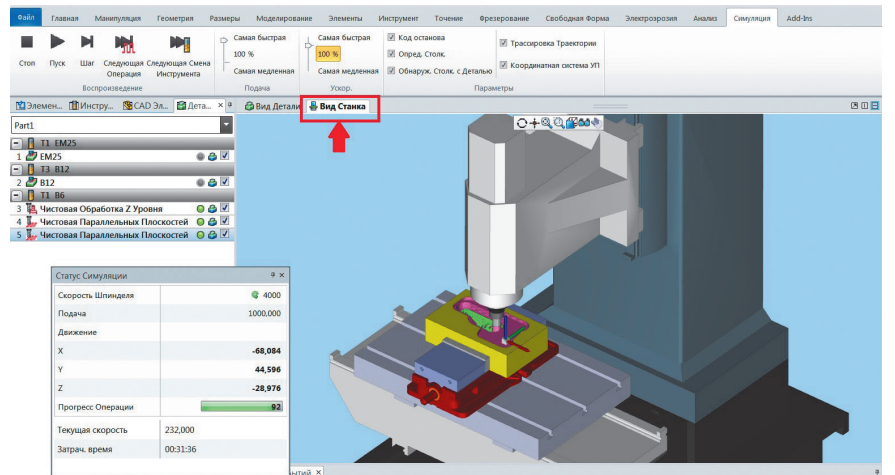 Файл Главная Манипуляция Геометрия Размеры Моделирование Элементы Инструмент Точение Фрезерование Свободная Форма Электроэрозия Анализ Симуляция Add-Ins
Стоп Пуск Шаг Следующая Операция Следующая Смена Инструмента
Воспроизведение
Самая быстрая
100 %
Самая медленная
Подача
Самая быстрая
100 %
Самая медленная
Ускор.
Код останова
Опред. Столк.
Обнаруж. Столк. с Деталью
Трассировка Траектории
Координатная система УП
Параметры
Элемен... Инстру... CAD Эл... Дета... × Вид Детали Вид Станка
Part1
T1 EM25
1 EM25
T3 B12
2 B12
T1 B6
3 Чистовая Обработка Z Уровня
4 Чистовая Параллельных Плоскостей
5 Чистовая Параллельных Плоскостей
Статус Симуляции
Скорость Шпинделя 4000
Подача 1000,000
Движение
X -68,084
Y 44,596
Z -28,976
Прогресс Операции 92
Текущая скорость 232,000
Затрач. время 00:31:36